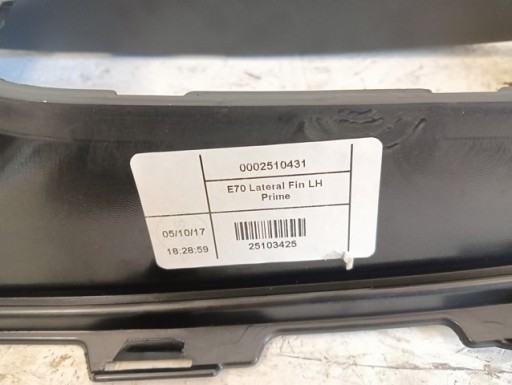 0002510431
E70 Lateral Fin LH
Prime
05/10/17
18:28:59
25103425